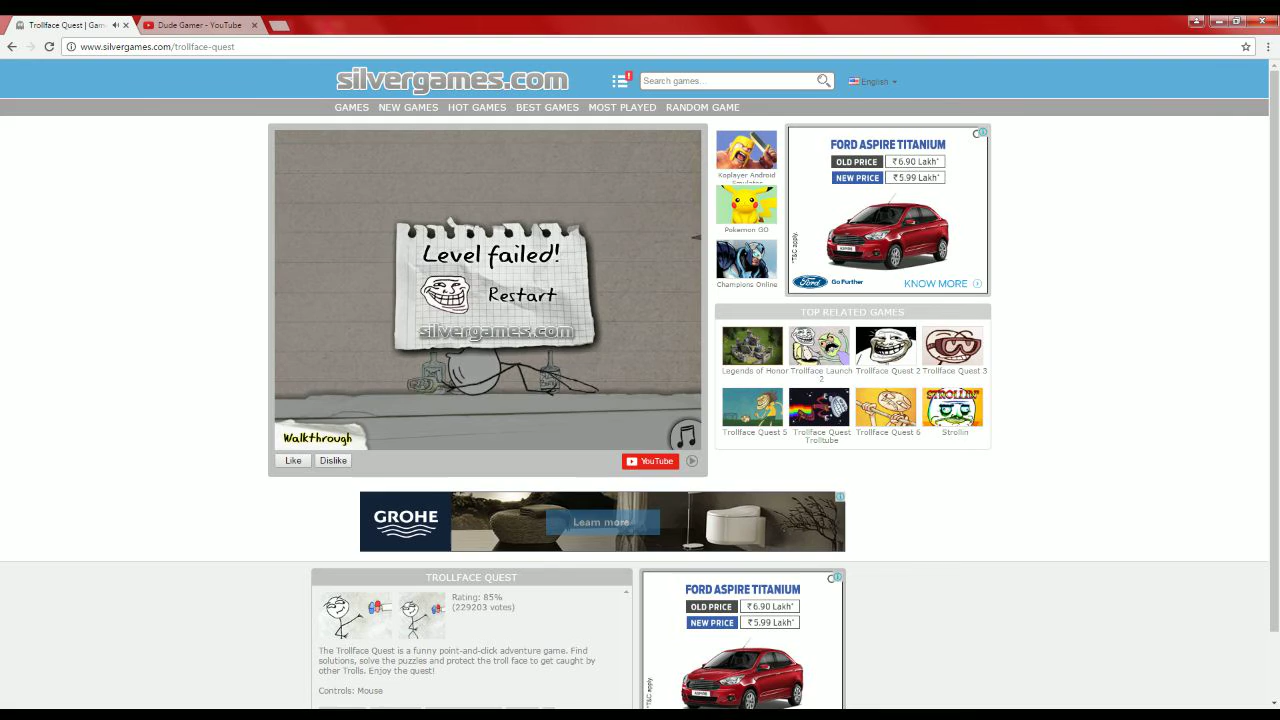 Trollface Quest | Gam
Dude Gamer - YouTube
www.silvergames.com/trollface-quest
silvergames.com
Search games...
English
GAMES NEW GAMES HOT GAMES BEST GAMES MOST PLAYED RANDOM GAME
Level failed!
Restart
silvergames.com
Walkthrough
Like
Dislike
YouTube
Koplayer Android
Emulator
Pokemon GO
Champions Online
FORD ASPIRE TITANIUM
OLD PRICE ₹6.90 Lakh*
NEW PRICE ₹5.99 Lakh*
*T&C apply.
ASPIRE
Ford
Go Further
KNOW MORE
TOP RELATED GAMES
Legends of Honor
Trollface Launch
2
Trollface Quest 2
Trollface Quest 3
Trollface Quest 5
Trollface Quest
Trolltube
Trollface Quest 6
STROLLIN'
Strollin
GROHE
Learn more
TROLLFACE QUEST
Rating: 85%
(229203 votes)
The Trollface Quest is a funny point-and-click adventure game. Find
solutions, solve the puzzles and protect the troll face to get caught by
other Trolls. Enjoy the quest!
Controls: Mouse
FORD ASPIRE TITANIUM
OLD PRICE ₹6.90 Lakh*
NEW PRICE ₹5.99 Lakh*
*T&C apply.
ASPIRE